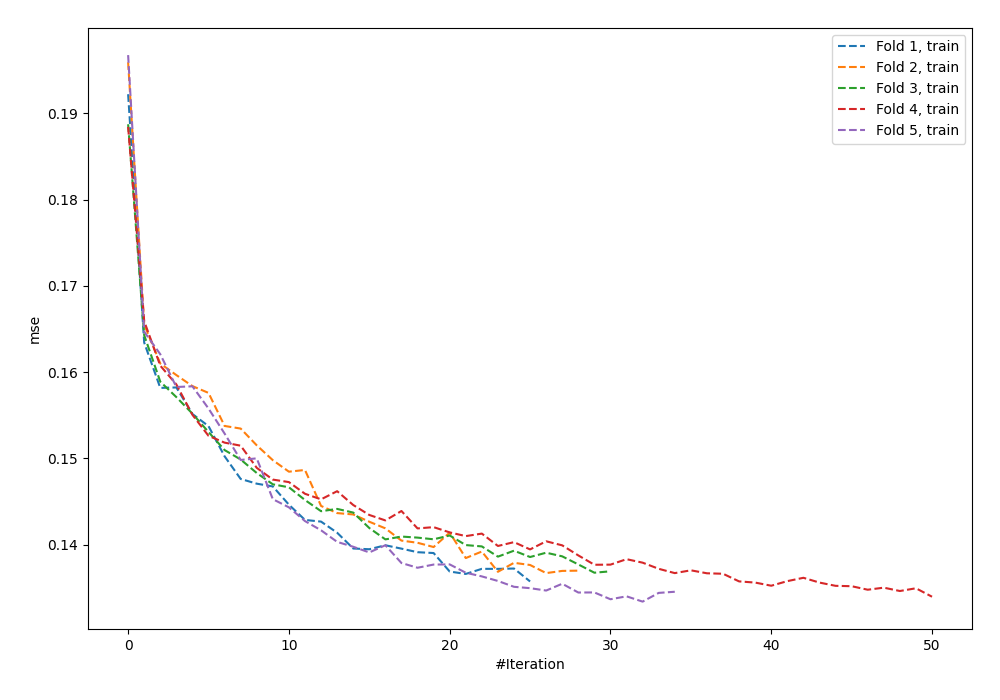 Fold 1, train
Fold 2, train
Fold 3, train
Fold 4, train
Fold 5, train
0.19
0.18
0.17
0.16
0.15
0.14
mse
0
10
20
30
40
50
#Iteration